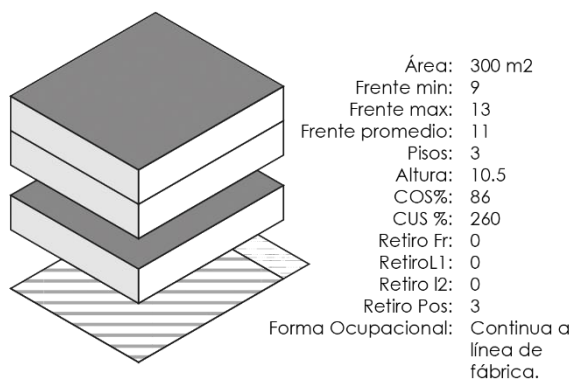 Área: 300 m2
Frente min: 9
Frente max: 13
Frente promedio: 11
Pisos: 3
Altura: 10.5
COS%: 86
CUS %: 260
Retiro Fr: 0
RetiroL1: 0
Retiro l2: 0
Retiro Pos: 3
Forma Ocupacional: Continua a
línea de
fábrica.